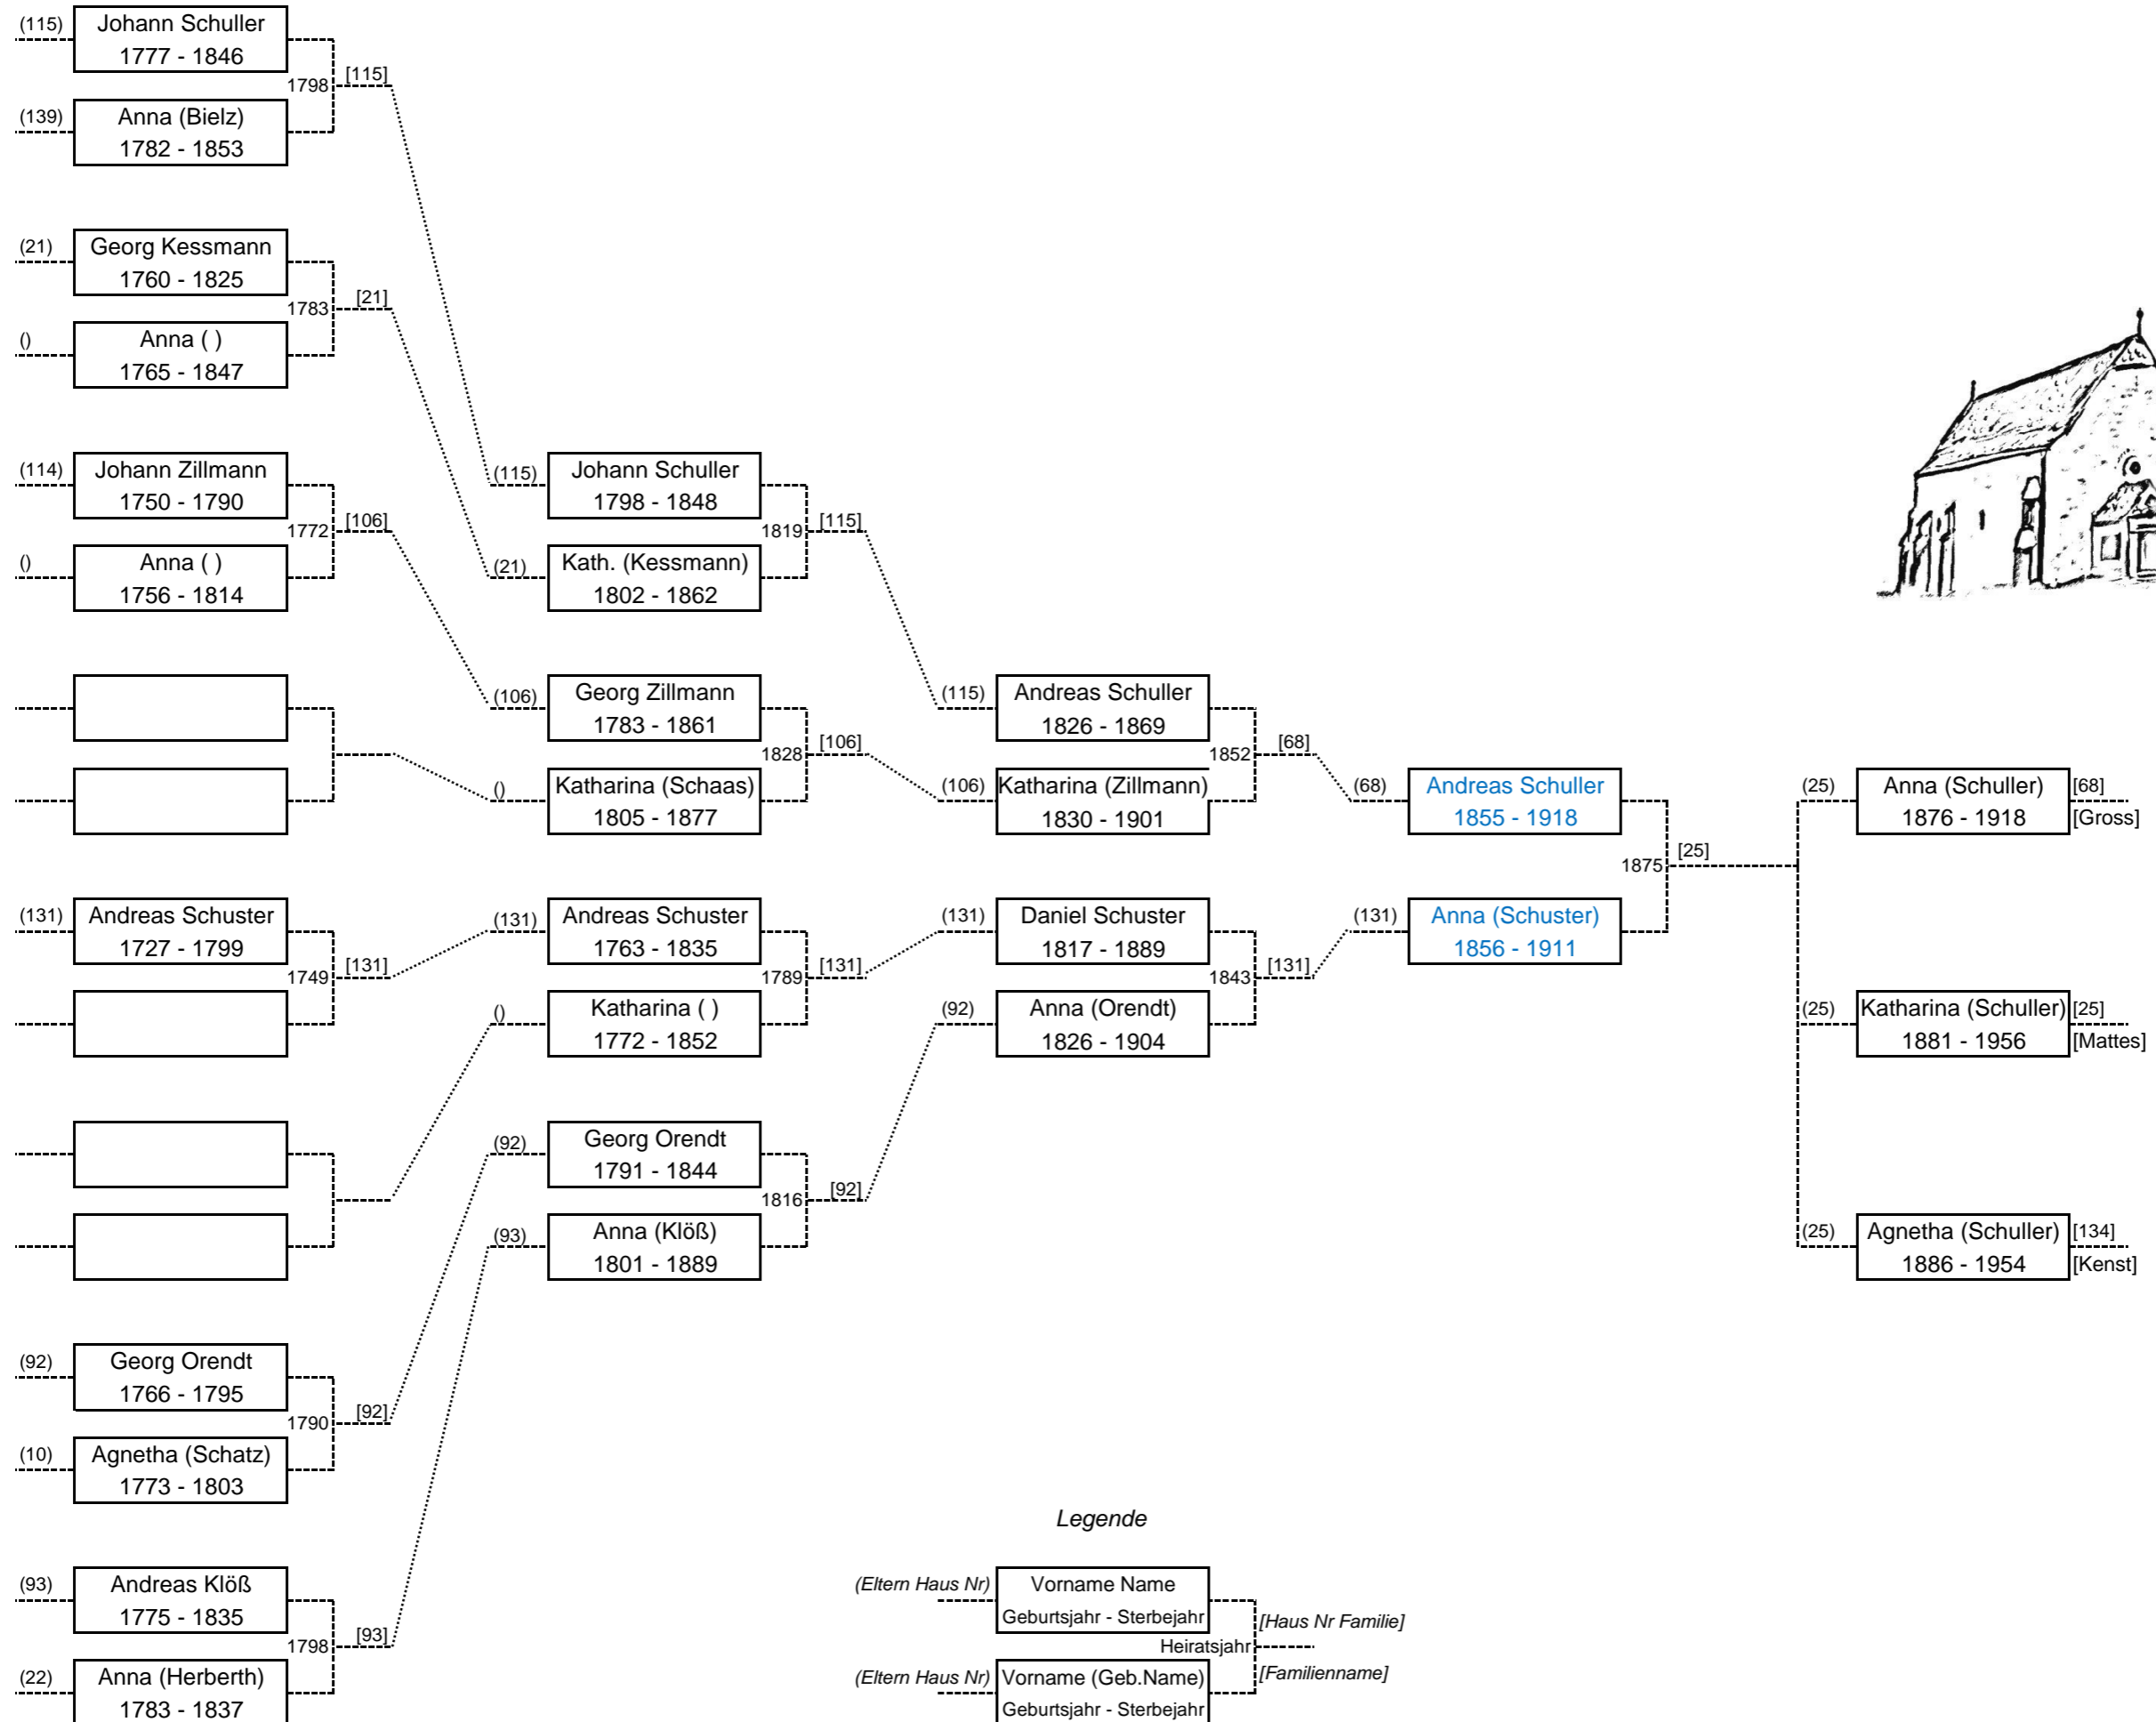 (115)
Johann Schuller
1777 - 1846
1798
[115]
(139)
Anna (Bielz)
1782 - 1853
(21)
Georg Kessmann
1760 - 1825
1783
[21]
()
Anna ( )
1765 - 1847
(114)
Johann Zillmann
1750 - 1790
1772
[106]
()
Anna ( )
1756 - 1814
(131)
Andreas Schuster
1727 - 1799
1749
[131]
(92)
Georg Orendt
1766 - 1795
1790
[92]
(10)
Agnetha (Schatz)
1773 - 1803
(93)
Andreas Klöß
1775 - 1835
1798
[93]
(22)
Anna (Herberth)
1783 - 1837
(115)
Johann Schuller
1798 - 1848
1819
[115]
(21)
Kath. (Kessmann)
1802 - 1862
(106)
Georg Zillmann
1783 - 1861
1828
[106]
()
Katharina (Schaas)
1805 - 1877
(131)
Andreas Schuster
1763 - 1835
1789
[131]
()
Katharina ( )
1772 - 1852
(92)
Georg Orendt
1791 - 1844
1816
[92]
(93)
Anna (Klöß)
1801 - 1889
(115)
Andreas Schuller
1826 - 1869
1852
[68]
(106)
Katharina (Zillmann)
1830 - 1901
(131)
Daniel Schuster
1817 - 1889
1843
[131]
(92)
Anna (Orendt)
1826 - 1904
(68)
Andreas Schuller
1855 - 1918
1875
[25]
(131)
Anna (Schuster)
1856 - 1911
(25)
Anna (Schuller)
1876 - 1918
[68]
[Gross]
(25)
Katharina (Schuller)
1881 - 1956
[25]
[Mattes]
(25)
Agnetha (Schuller)
1886 - 1954
[134]
[Kenst]
Legende
(Eltern Haus Nr)
Vorname Name
Geburtsjahr - Sterbejahr
[Haus Nr Familie]
Heiratsjahr
[Familienname]
(Eltern Haus Nr)
Vorname (Geb.Name)
Geburtsjahr - Sterbejahr